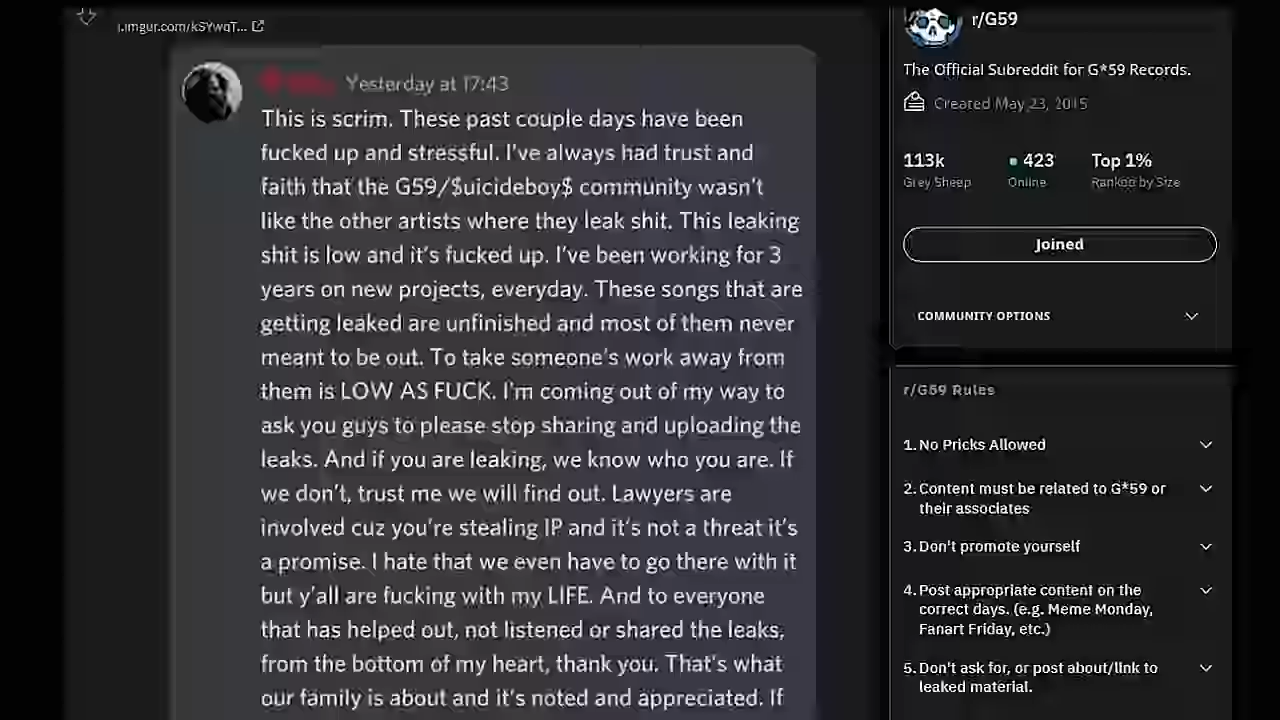 i.imgur.com/kSYwqT...
Yesterday at 17:43
This is scrim. These past couple days have been
fucked up and stressful. I've always had trust and
faith that the G59/$uicideboy$ community wasn't
like the other artists where they leak shit. This leaking
shit is low and it's fucked up. I've been working for 3
years on new projects, everyday. These songs that are
getting leaked are unfinished and most of them never
meant to be out. To take someone's work away from
them is LOW AS FUCK. I'm coming out of my way to
ask you guys to please stop sharing and uploading the
leaks. And if you are leaking, we know who you are. If
we don't, trust me we will find out. Lawyers are
involved cuz you're stealing IP and it's not a threat it's
a promise. I hate that we even have to go there with it
but y'all are fucking with my LIFE. And to everyone
that has helped out, not listened or shared the leaks,
from the bottom of my heart, thank you. That's what
our family is about and it's noted and appreciated. If
r/G59
The Official Subreddit for G*59 Records.
Created May 23, 2015
113k 423 Top 1%
Grey Sheep Online Ranked by Size
Joined
COMMUNITY OPTIONS
r/G59 Rules
1. No Pricks Allowed
2. Content must be related to G*59 or
their associates
3. Don't promote yourself
4. Post appropriate content on the
correct days. (e.g. Meme Monday,
Fanart Friday, etc.)
5. Don't ask for, or post about/link to
leaked material.